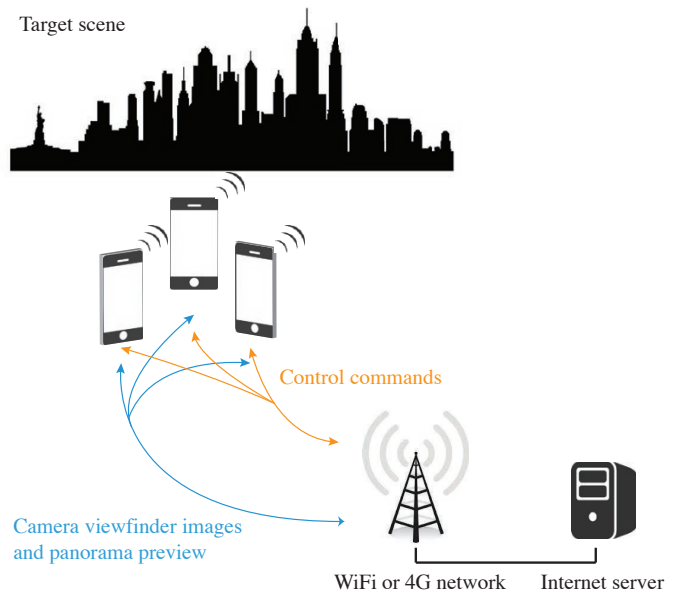 Target scene
Control commands
Camera viewfinder images
and panorama preview
WiFi or 4G network
Internet server